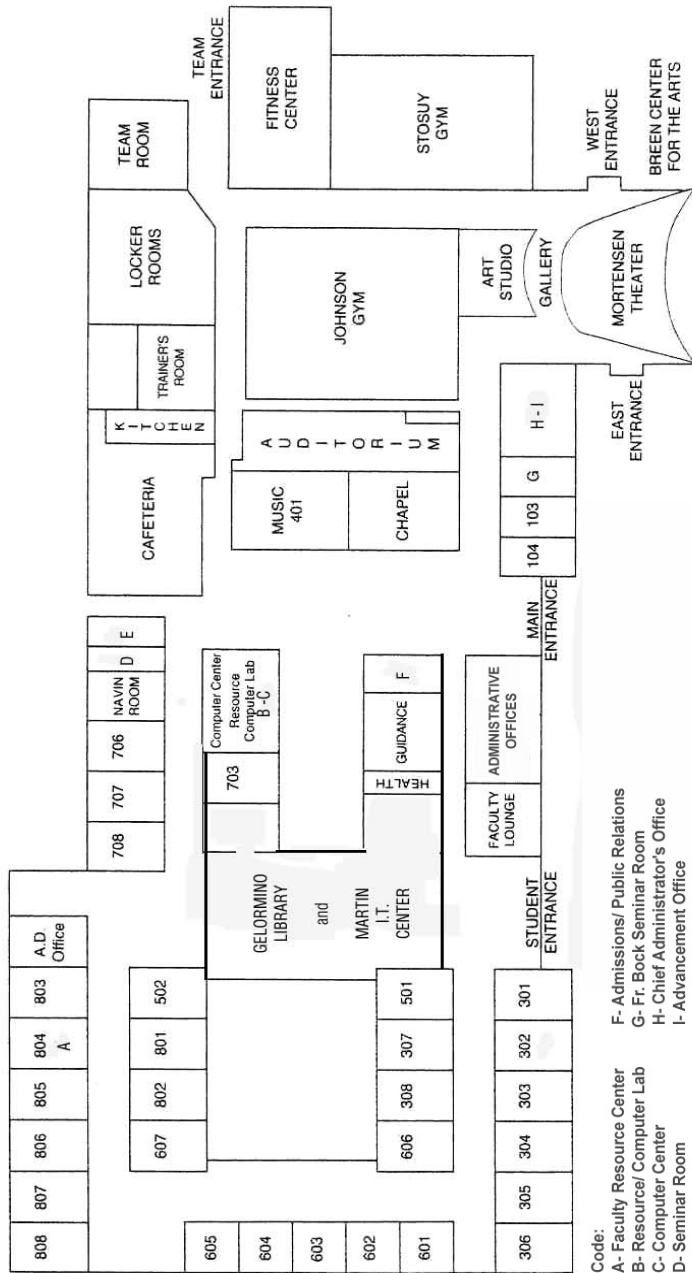 808
807
806
805
804
A
803
A.D.
Office
708
707
706
NAVIN
ROOM
D
E
CAFETERIA
KITCHEN
TRAINER'S
ROOM
LOCKER
ROOMS
TEAM
ROOM
TEAM
ENTRANCE
607
802
801
502
605
604
603
602
601
GELORMINO
LIBRARY
and
MARTIN
I.T.
CENTER
703
Computer Center
Resource
Computer Lab
B -C
MUSIC
401
CHAPEL
AUDITORIUM
JOHNSON
GYM
FITNESS
CENTER
STOSUY
GYM
606
308
307
501
HEALTH
GUIDANCE
F
ART
STUDIO
GALLERY
306
305
304
303
302
301
STUDENT
ENTRANCE
FACULTY
LOUNGE
ADMINISTRATIVE
OFFICES
MAIN
ENTRANCE
104
103
G
H - I
EAST
ENTRANCE
MORTENSEN
THEATER
WEST
ENTRANCE
BREEN CENTER
FOR THE ARTS
Code:
A- Faculty Resource Center
B- Resource/ Computer Lab
C- Computer Center
D- Seminar Room
F- Admissions/ Public Relations
G- Fr. Bock Seminar Room
H- Chief Administrator's Office
I- Advancement Office